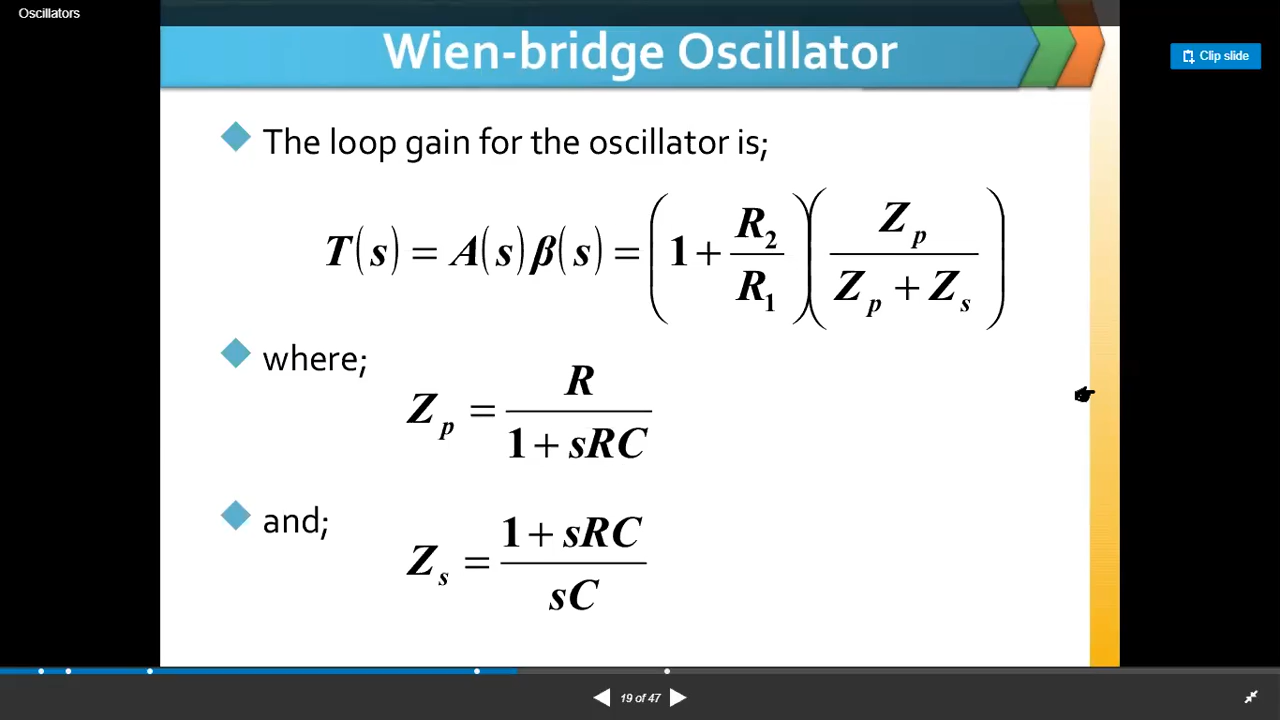 Oscillators
Wien-bridge Oscillator
Clip slide
The loop gain for the oscillator is;
T(s) = A(s)β(s) = (1 + R₂/R₁)(Zₚ/(Zₚ + Zₛ))
where;
Zₚ = R/(1 + sRC)
and;
Zₛ = (1 + sRC)/sC
19 of 47